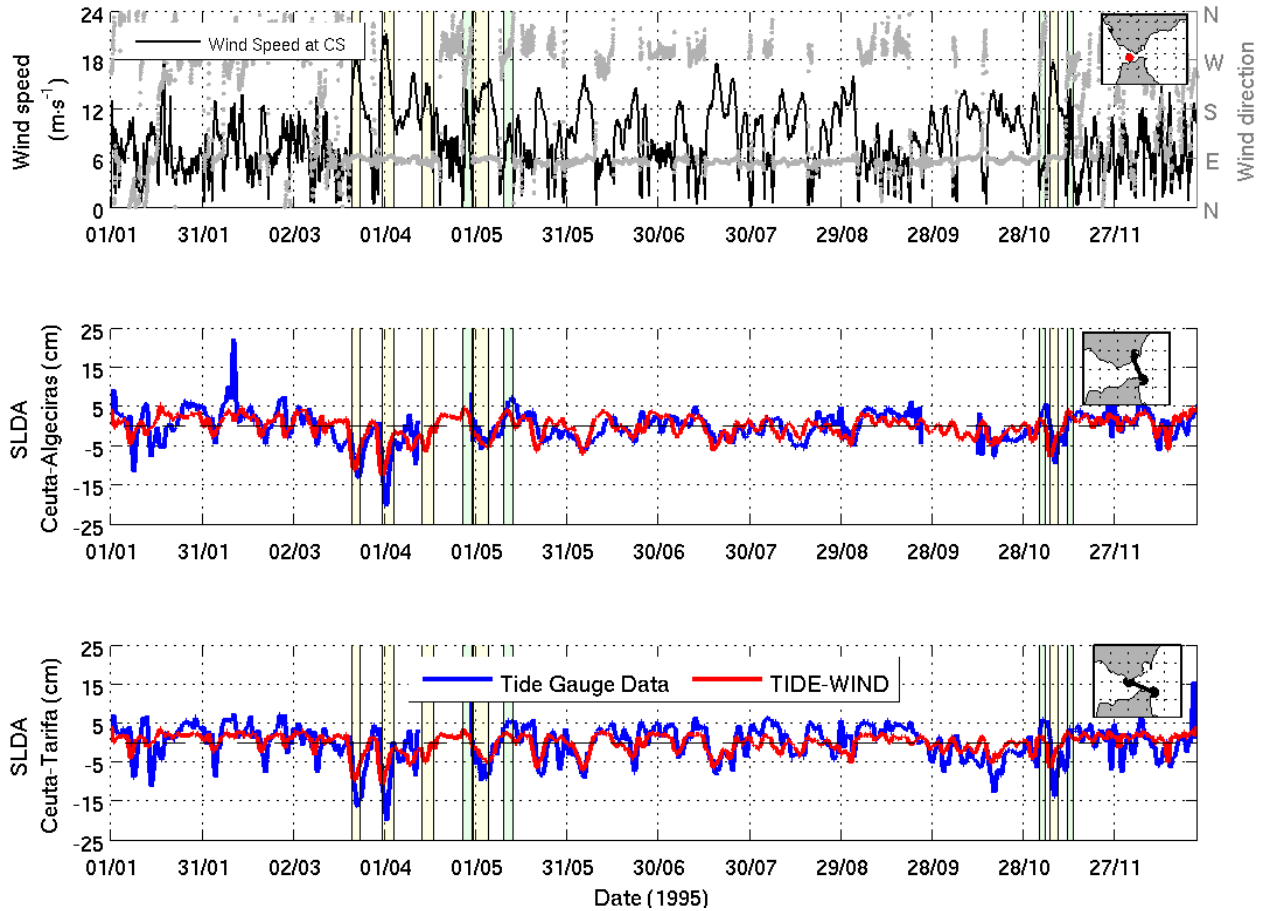 24
18
12
6
0
Wind speed
(m·s⁻¹)
Wind Speed at CS
N
W
S
E
N
Wind direction
01/01 31/01 02/03 01/04 01/05 31/05 30/06 30/07 29/08 28/09 28/10 27/11
25
15
5
-5
-15
-25
SLDA
Ceuta-Algeciras (cm)
01/01 31/01 02/03 01/04 01/05 31/05 30/06 30/07 29/08 28/09 28/10 27/11
25
15
5
-5
-15
-25
SLDA
Ceuta-Tarifa (cm)
Tide Gauge Data TIDE-WIND
01/01 31/01 02/03 01/04 01/05 31/05 30/06 30/07 29/08 28/09 28/10 27/11
Date (1995)